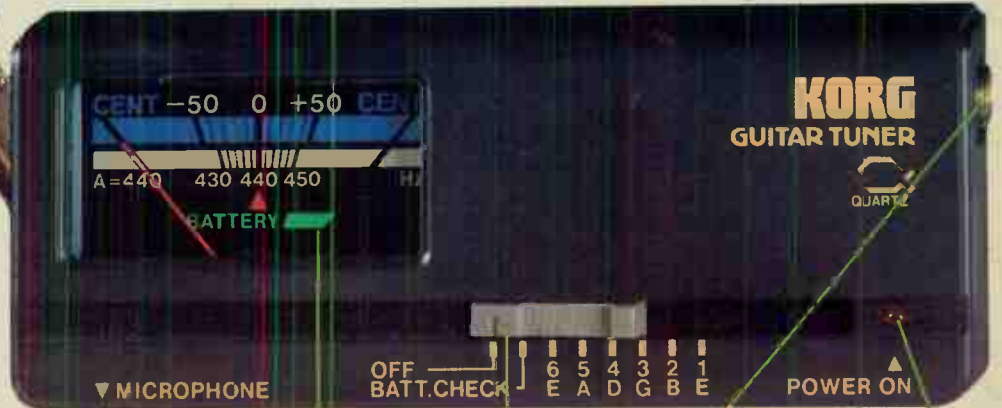 CENT -50 0 +50 CEN
A=440 430 440 450
BATTERY
KORG
GUITAR TUNER
QUARTZ
OFF
BATT.CHECK
6 5 4 3 2 1
E A D G B E
▼ MICROPHONE
▲
POWER ON